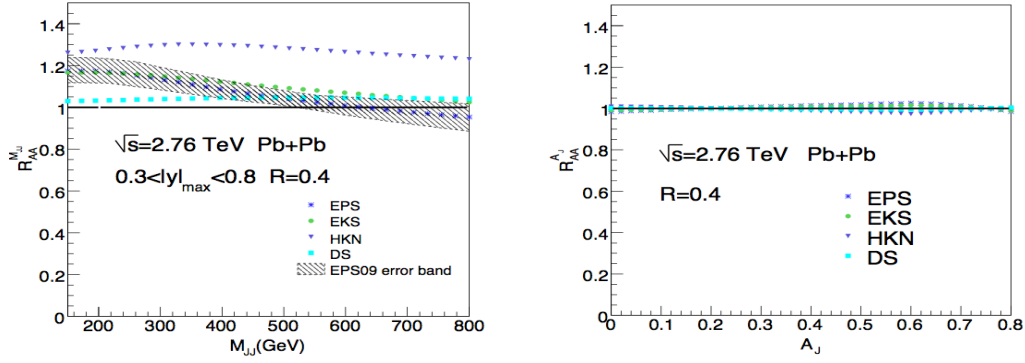 1.4
1.2
1
0.8
0.6
0.4
0.2
0
R_AA^{M_JJ}
√s=2.76 TeV Pb+Pb
0.3<|y|_max<0.8 R=0.4
EPS
EKS
HKN
DS
EPS09 error band
200 300 400 500 600 700 800
M_JJ(GeV)
1.4
1.2
1
0.8
0.6
0.4
0.2
0
R_AA^{A_J}
√s=2.76 TeV Pb+Pb
R=0.4
EPS
EKS
HKN
DS
0 0.1 0.2 0.3 0.4 0.5 0.6 0.7 0.8
A_J